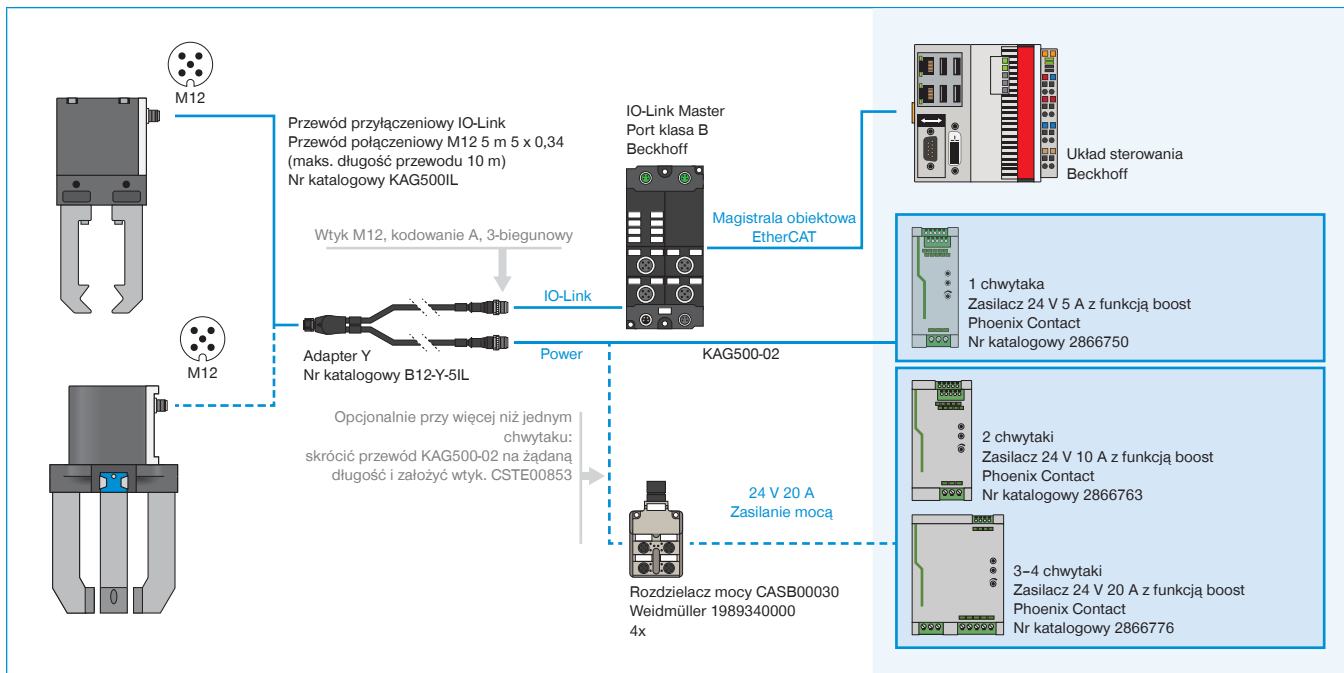 M12
Przewód przyłączeniowy IO-Link
Przewód połączeniowy M12 5 m 5 x 0,34
(maks. długość przewodu 10 m)
Nr katalogowy KAG500IL
IO-Link Master
Port klasa B
Beckhoff
Układ sterowania
Beckhoff
Magistrala obiektowa
EtherCAT
Wtyk M12, kodowanie A, 3-biegunowy
IO-Link
Power
KAG500-02
Adapter Y
Nr katalogowy B12-Y-5IL
M12
1 chwytaka
Zasilacz 24 V 5 A z funkcją boost
Phoenix Contact
Nr katalogowy 2866750
Opcjonalnie przy więcej niż jednym
chwytaku:
skrócić przewód KAG500-02 na żądaną
długość i założyć wtyk. CSTE00853
24 V 20 A
Zasilanie mocą
2 chwytaki
Zasilacz 24 V 10 A z funkcją boost
Phoenix Contact
Nr katalogowy 2866763
Rozdzielacz mocy CASB00030
Weidmüller 1989340000
4x
3–4 chwytaki
Zasilacz 24 V 20 A z funkcją boost
Phoenix Contact
Nr katalogowy 2866776